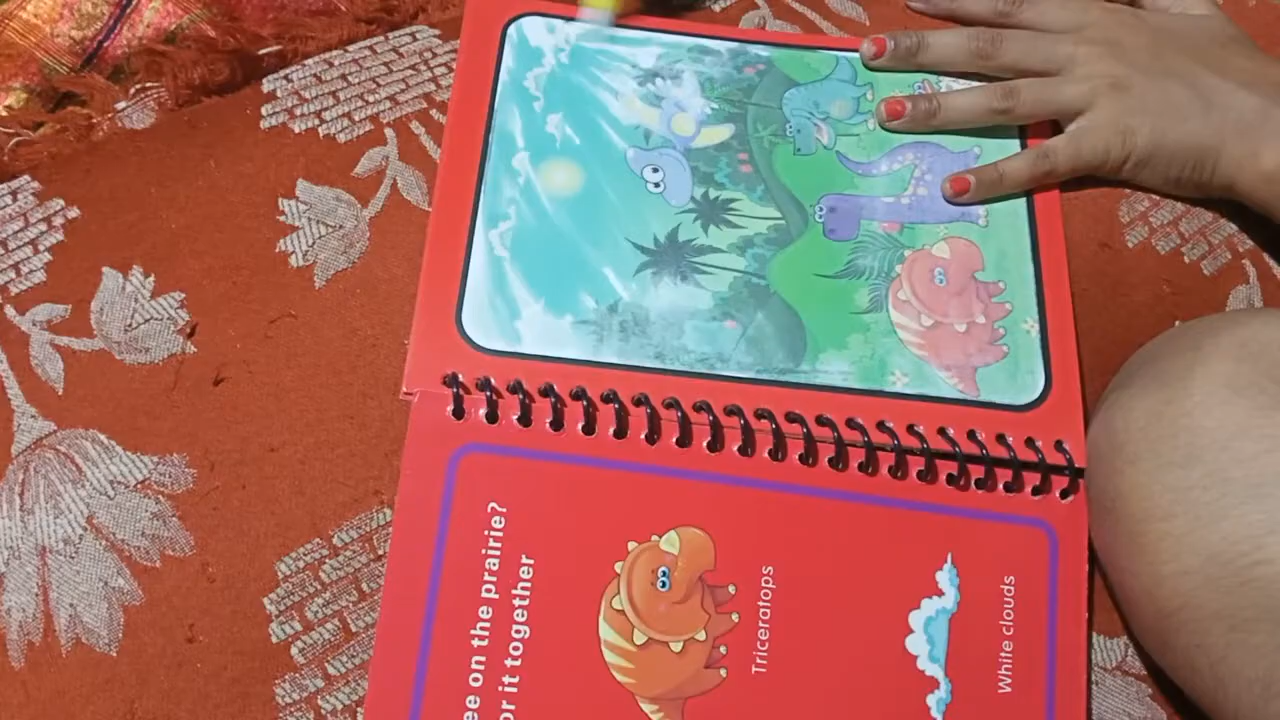 ee on the prairie?
or it together
Triceratops
White clouds